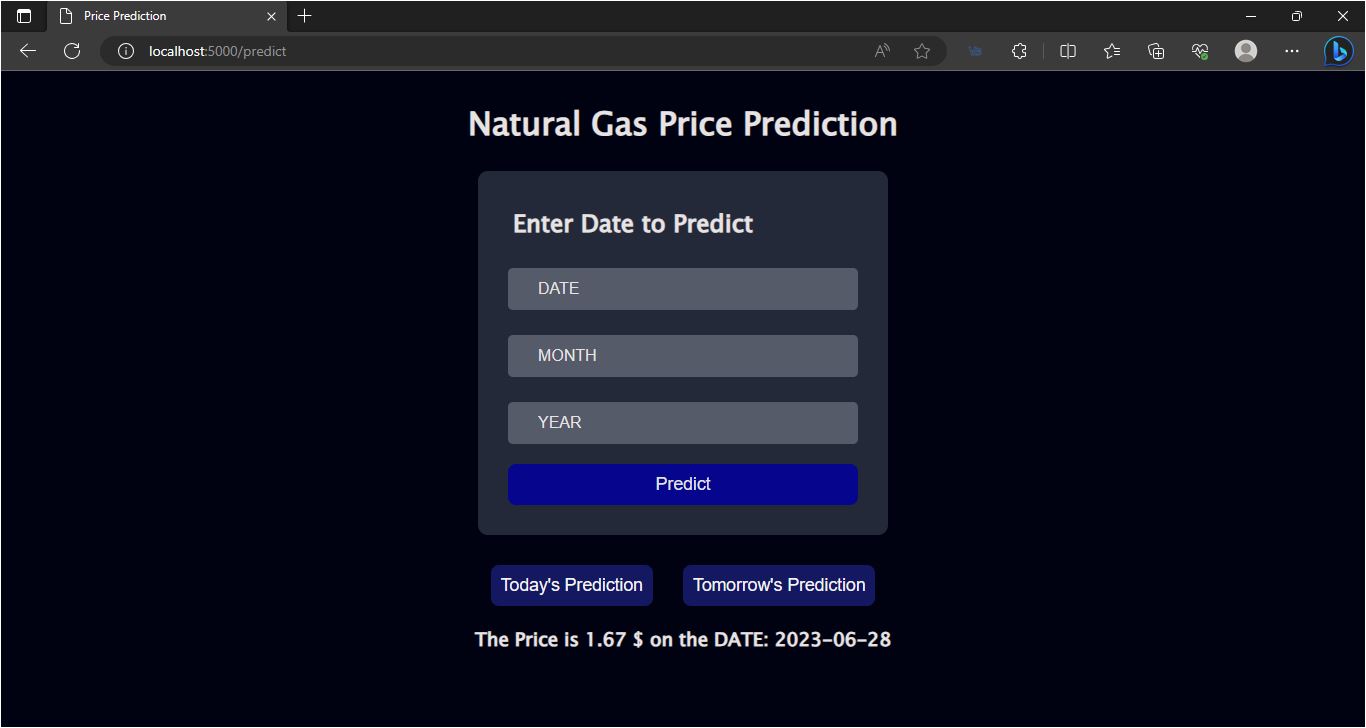 Price Prediction
localhost:5000/predict
Natural Gas Price Prediction
Enter Date to Predict
DATE
MONTH
YEAR
Predict
Today's Prediction Tomorrow's Prediction
The Price is 1.67 $ on the DATE: 2023-06-28